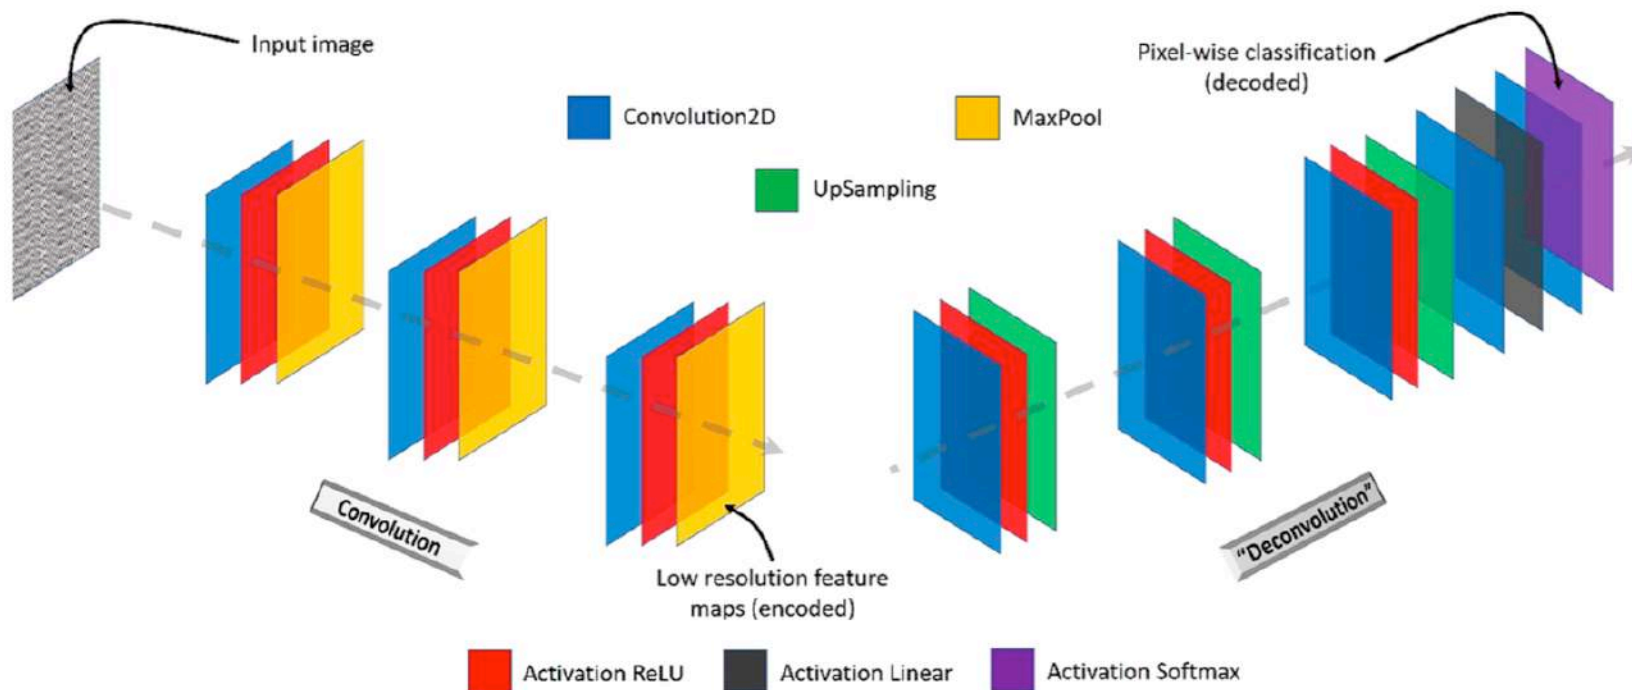 Input image
Pixel-wise classification
(decoded)
Convolution2D
MaxPool
UpSampling
Convolution
"Deconvolution"
Low resolution feature
maps (encoded)
Activation ReLU
Activation Linear
Activation Softmax